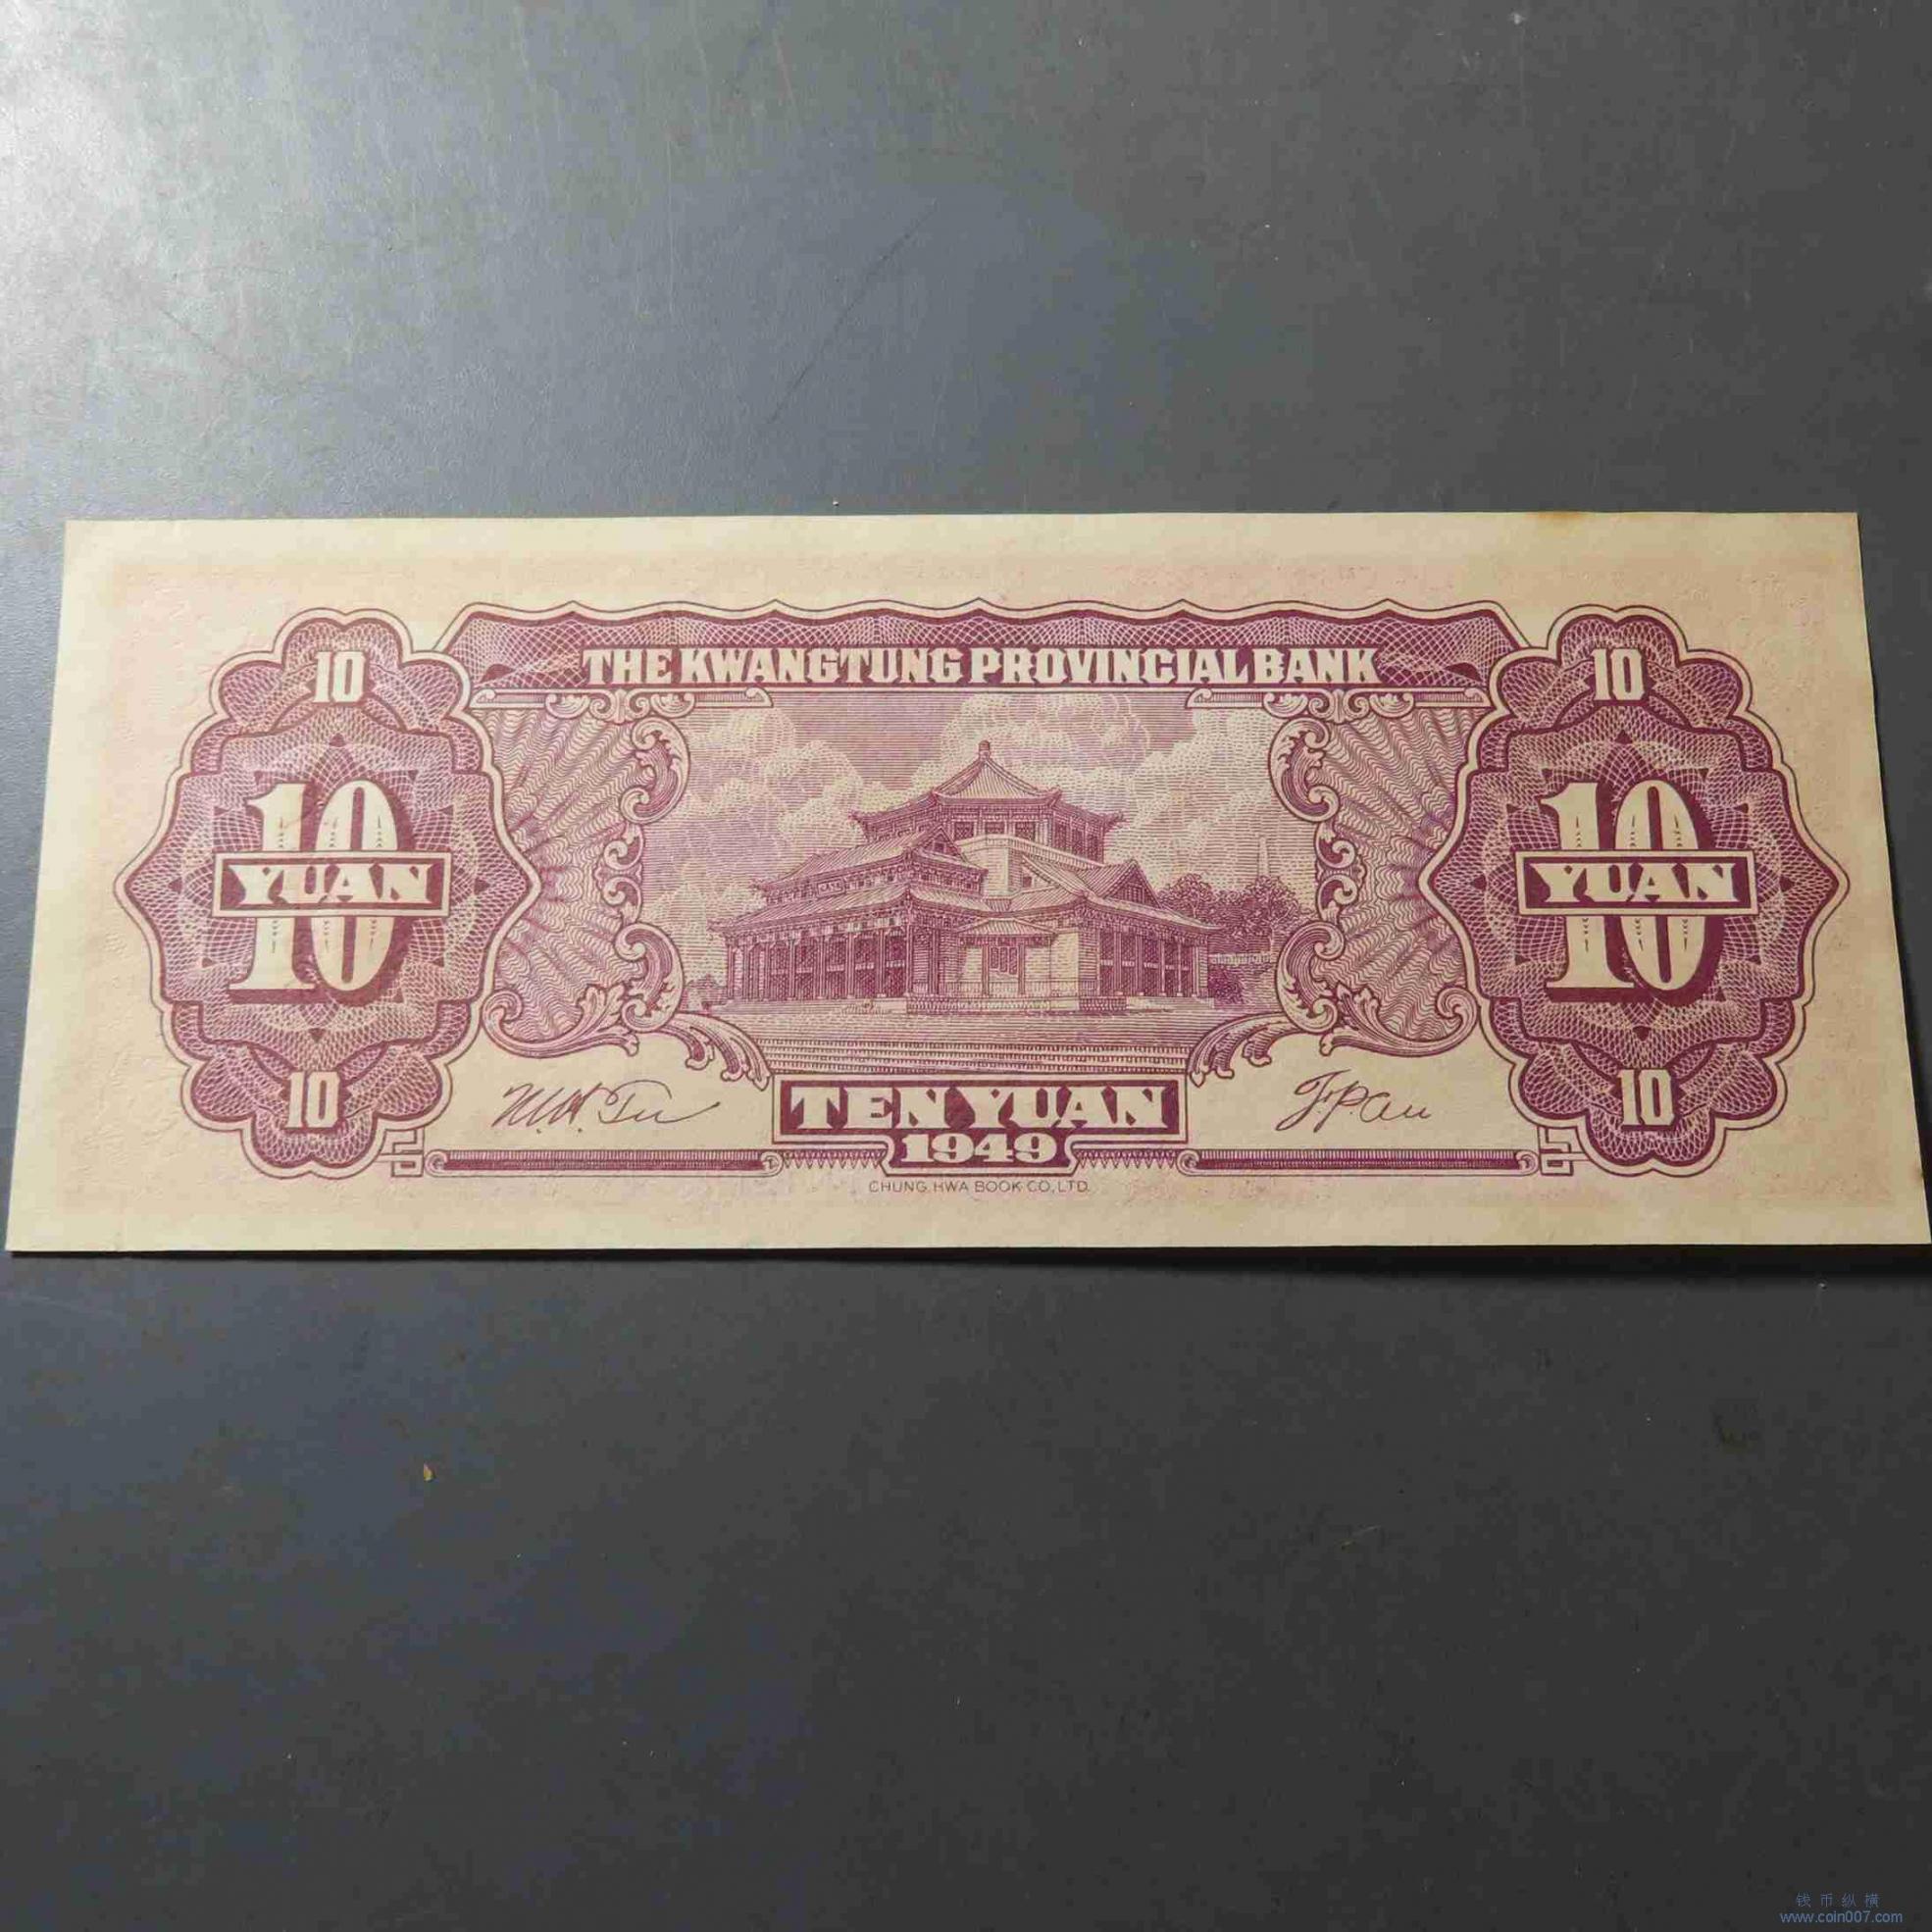 THE KWANGTUNG PROVINCIAL BANK
10
10
10
YUAN
10
YUAN
10
10
TEN YUAN
10
1949
CHUNG HWA BOOK CO., LTD.
钱币纵横
www.coin007.com